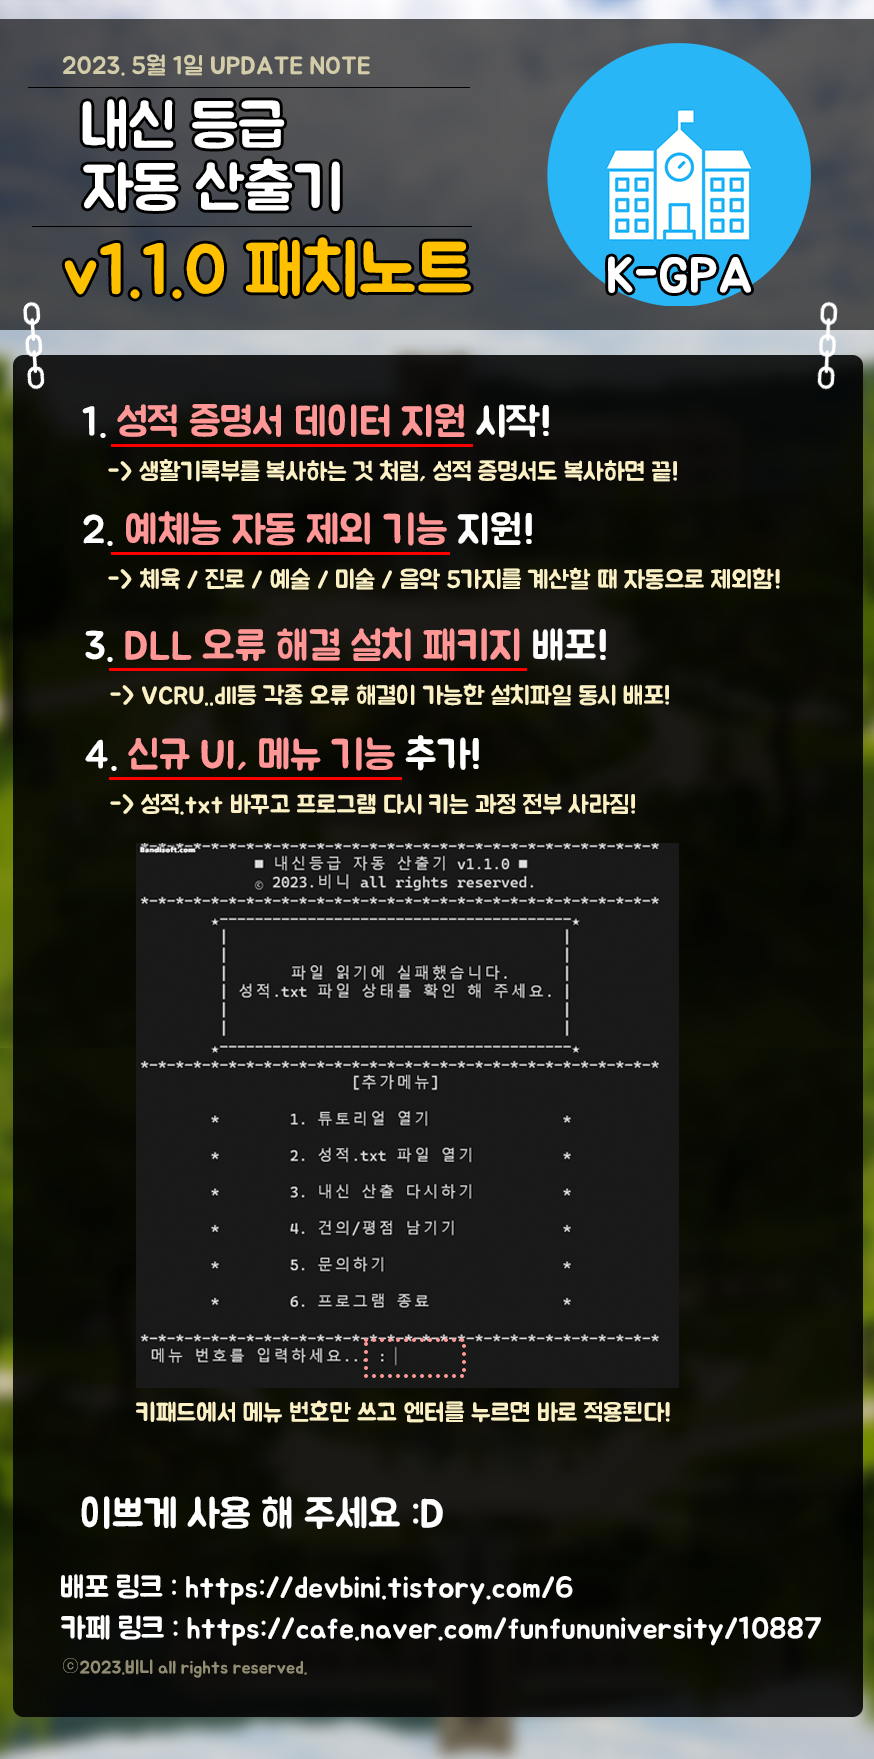 2023. 5월 1일 UPDATE NOTE
내신 등급
자동 산출기
v1.1.0 패치노트
K-GPA
1. 성적 증명서 데이터 지원 시작!
-> 생활기록부를 복사하는 것 처럼, 성적 증명서도 복사하면 끝!
2. 예체능 자동 제외 기능 지원!
-> 체육 / 진로 / 예술 / 미술 / 음악 5가지를 계산할 때 자동으로 제외함!
3. DLL 오류 해결 설치 패키지 배포!
-> VCRU..dll등 각종 오류 해결이 가능한 설치파일 동시 배포!
4. 신규 UI, 메뉴 기능 추가!
-> 성적.txt 바꾸고 프로그램 다시 키는 과정 전부 사라짐!
Bandisoft.com
■ 내신등급 자동 산출기 v1.1.0 ■
© 2023.비니 all rights reserved.
파일 읽기에 실패했습니다.
성적.txt 파일 상태를 확인 해 주세요.
[추가메뉴]
* 1. 튜토리얼 열기 *
* 2. 성적.txt 파일 열기 *
* 3. 내신 산출 다시하기 *
* 4. 건의/평점 남기기 *
* 5. 문의하기 *
* 6. 프로그램 종료 *
메뉴 번호를 입력하세요.. :
키패드에서 메뉴 번호만 쓰고 엔터를 누르면 바로 적용된다!
이쁘게 사용 해 주세요 :D
배포 링크 : https://devbini.tistory.com/6
카페 링크 : https://cafe.naver.com/funfununiversity/10887
ⓒ2023.비니 all rights reserved.